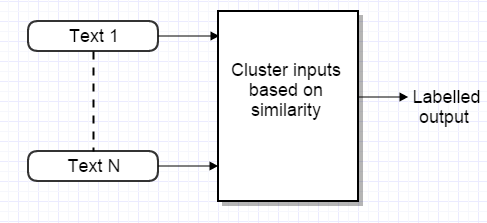 Text 1
Cluster inputs
based on
similarity
Labelled
output
Text N